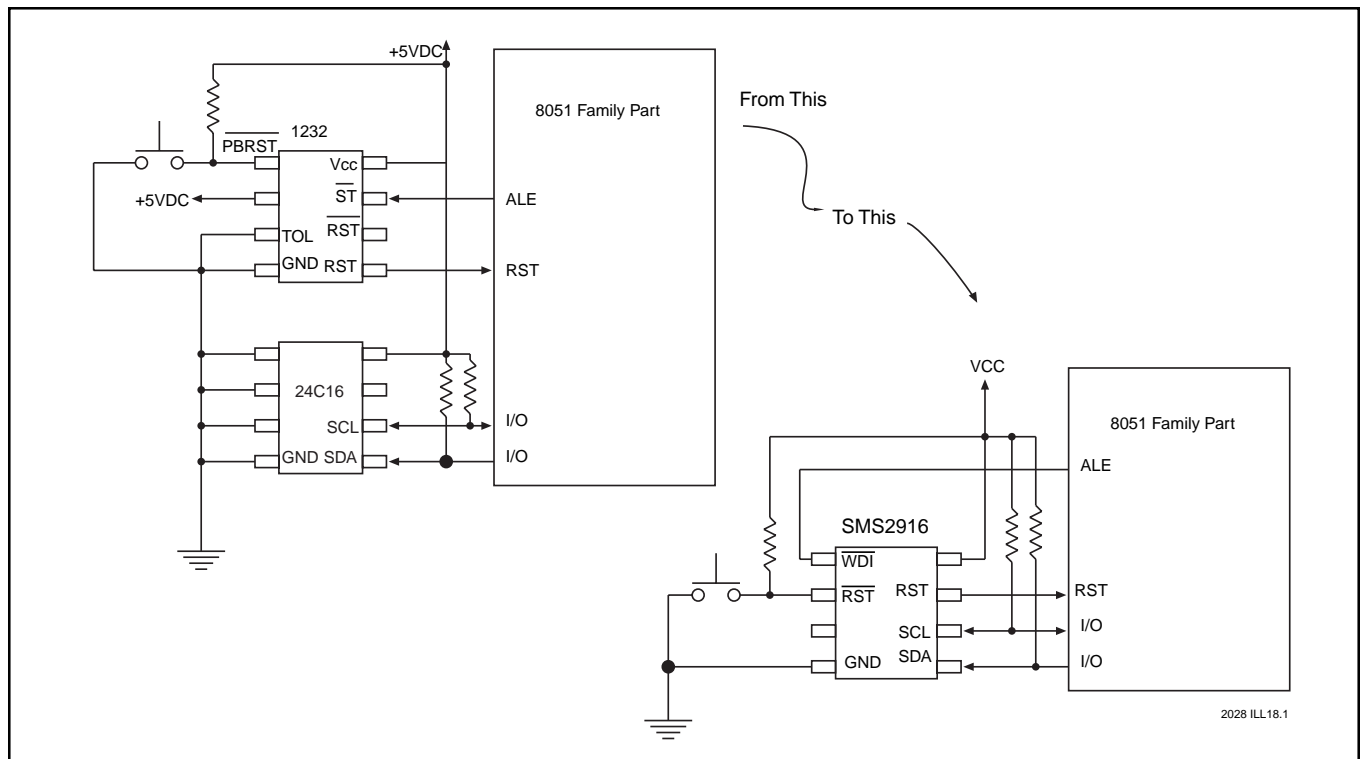 +5VDC
8051 Family Part
From This
1232
PBRST
Vcc
+5VDC
ST
ALE
To This
TOL
RST
GND RST
RST
24C16
VCC
SCL
I/O
8051 Family Part
GND SDA
I/O
ALE
SMS2916
WDI
RST RST
RST
SCL
I/O
GND SDA
I/O
2028 ILL18.1